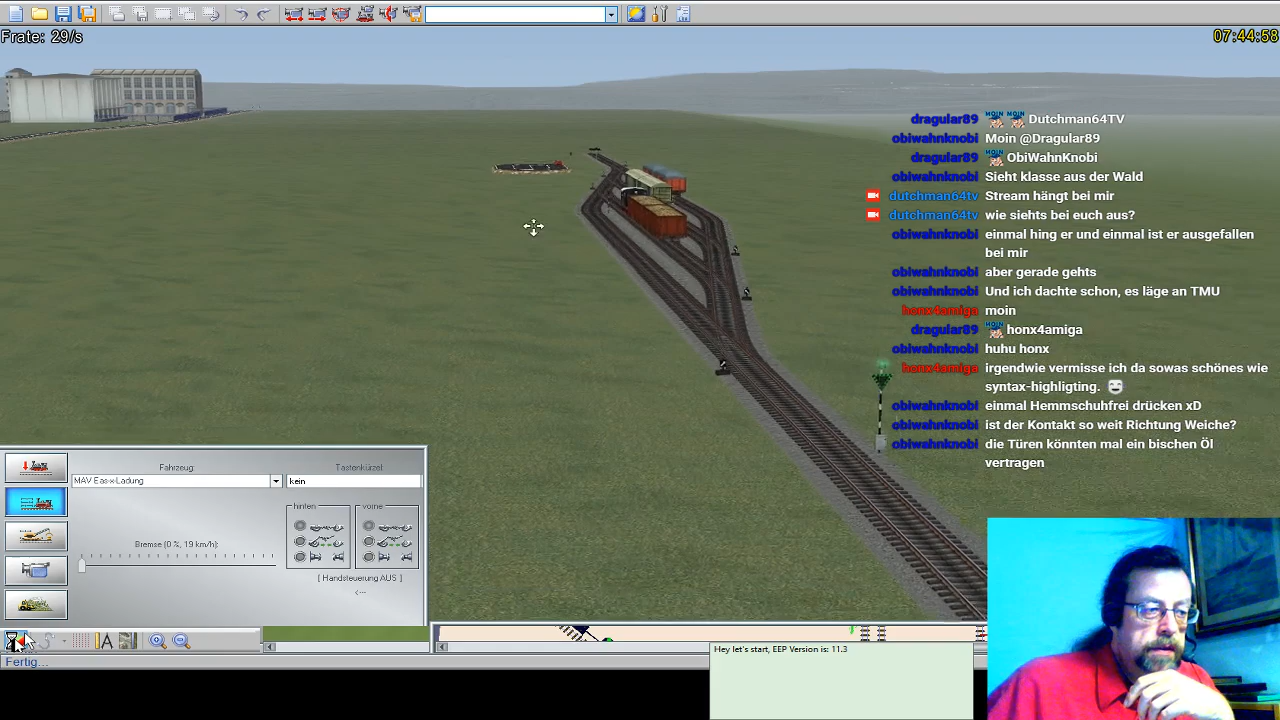 Frate: 29/s
07:44:58
dragular89 Dutchman64TV
obiwahnknobi Moin @Dragular89
dragular89 ObiWahnKnobi
obiwahnknobi Sieht klasse aus der Wald
dutchman64tv Stream hängt bei mir
dutchman64tv wie siehts bei euch aus?
obiwahnknobi einmal hing er und einmal ist er ausgefallen
bei mir
obiwahnknobi aber gerade gehts
obiwahnknobi Und ich dachte schon, es läge an TMU
honx4amiga moin
dragular89 honx4amiga
obiwahnknobi huhu honx
honx4amiga irgendwie vermisse ich da sowas schönes wie
syntax-highligting.
obiwahnknobi einmal Hemmschuhfrei drücken xD
obiwahnknobi ist der Kontakt so weit Richtung Weiche?
obiwahnknobi die Türen könnten mal ein bischen Öl
vertragen
Fahrzeug: Tastenkürzel:
MAV Eas-x-Ladung kein
hinten vorne
Bremse (0 %, 19 km/h):
[ Handsteuerung AUS ]
<---
Hey let's start, EEP Version is: 11.3
Fertig...